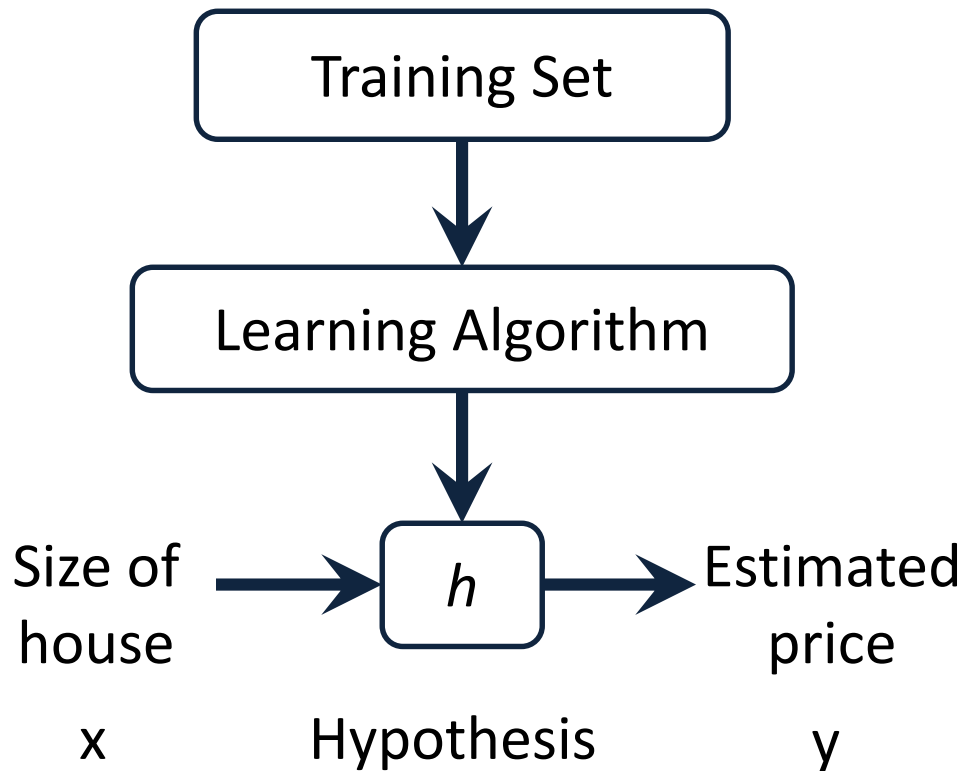 Training Set
Learning Algorithm
Size of
house
h
Estimated
price
x
Hypothesis
y